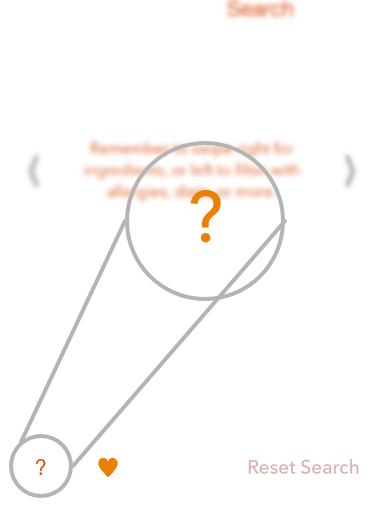 Search
Remember to swipe right for
ingredients, or left to filter with
allergies, diets or more
?
?
Reset Search